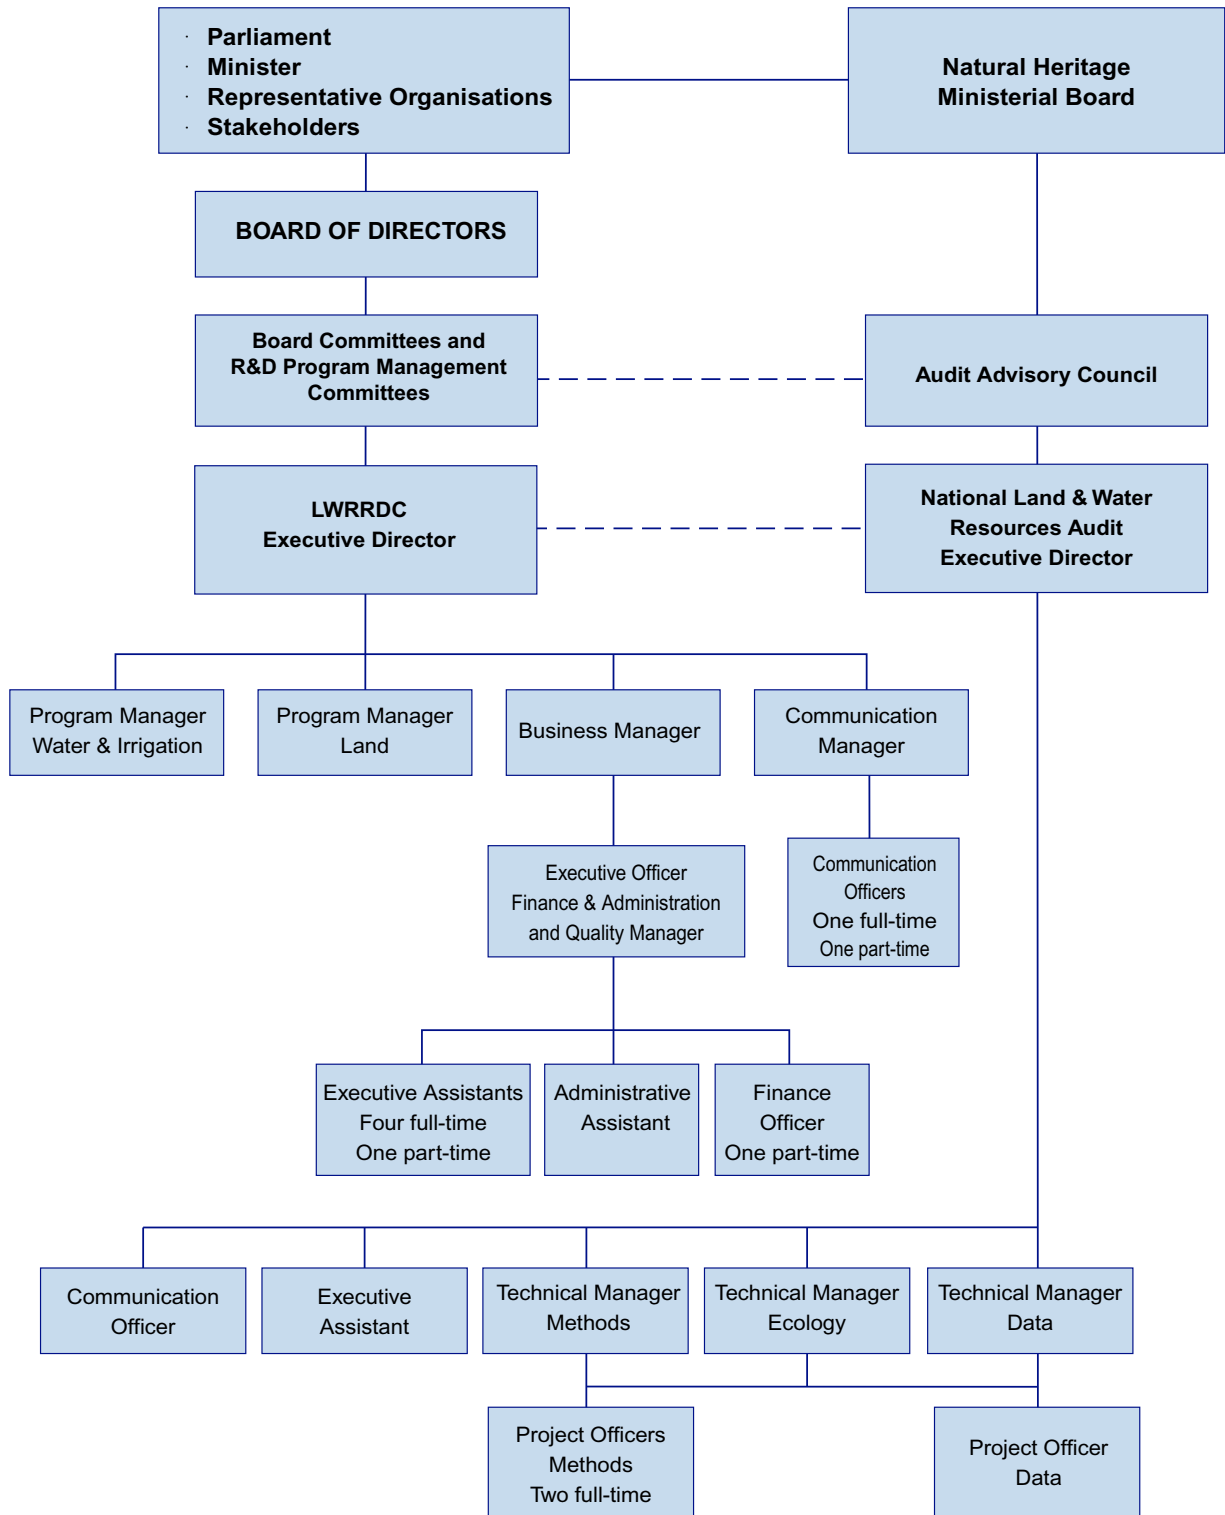 · Parliament
· Minister
· Representative Organisations
· Stakeholders
Natural Heritage
Ministerial Board
BOARD OF DIRECTORS
Board Committees and
R&D Program Management
Committees
Audit Advisory Council
LWRRDC
Executive Director
National Land & Water
Resources Audit
Executive Director
Program Manager
Water & Irrigation
Program Manager
Land
Business Manager
Communication
Manager
Executive Officer
Finance & Administration
and Quality Manager
Communication
Officers
One full-time
One part-time
Executive Assistants
Four full-time
One part-time
Administrative
Assistant
Finance
Officer
One part-time
Communication
Officer
Executive
Assistant
Technical Manager
Methods
Technical Manager
Ecology
Technical Manager
Data
Project Officers
Methods
Two full-time
Project Officer
Data